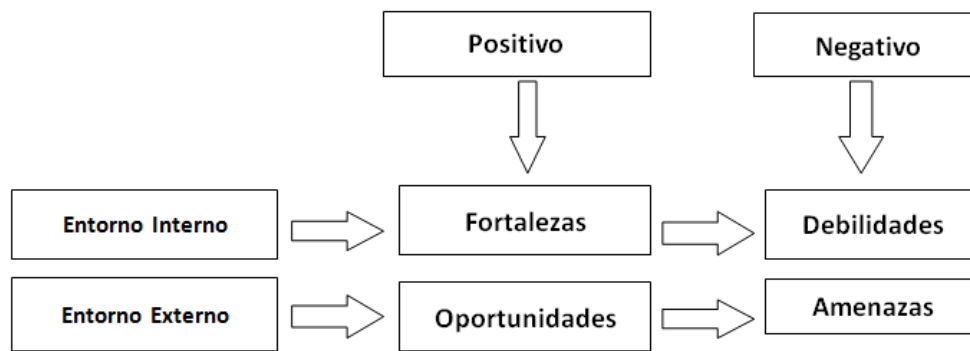 Positivo
Negativo
Entorno Interno
Fortalezas
Debilidades
Entorno Externo
Oportunidades
Amenazas